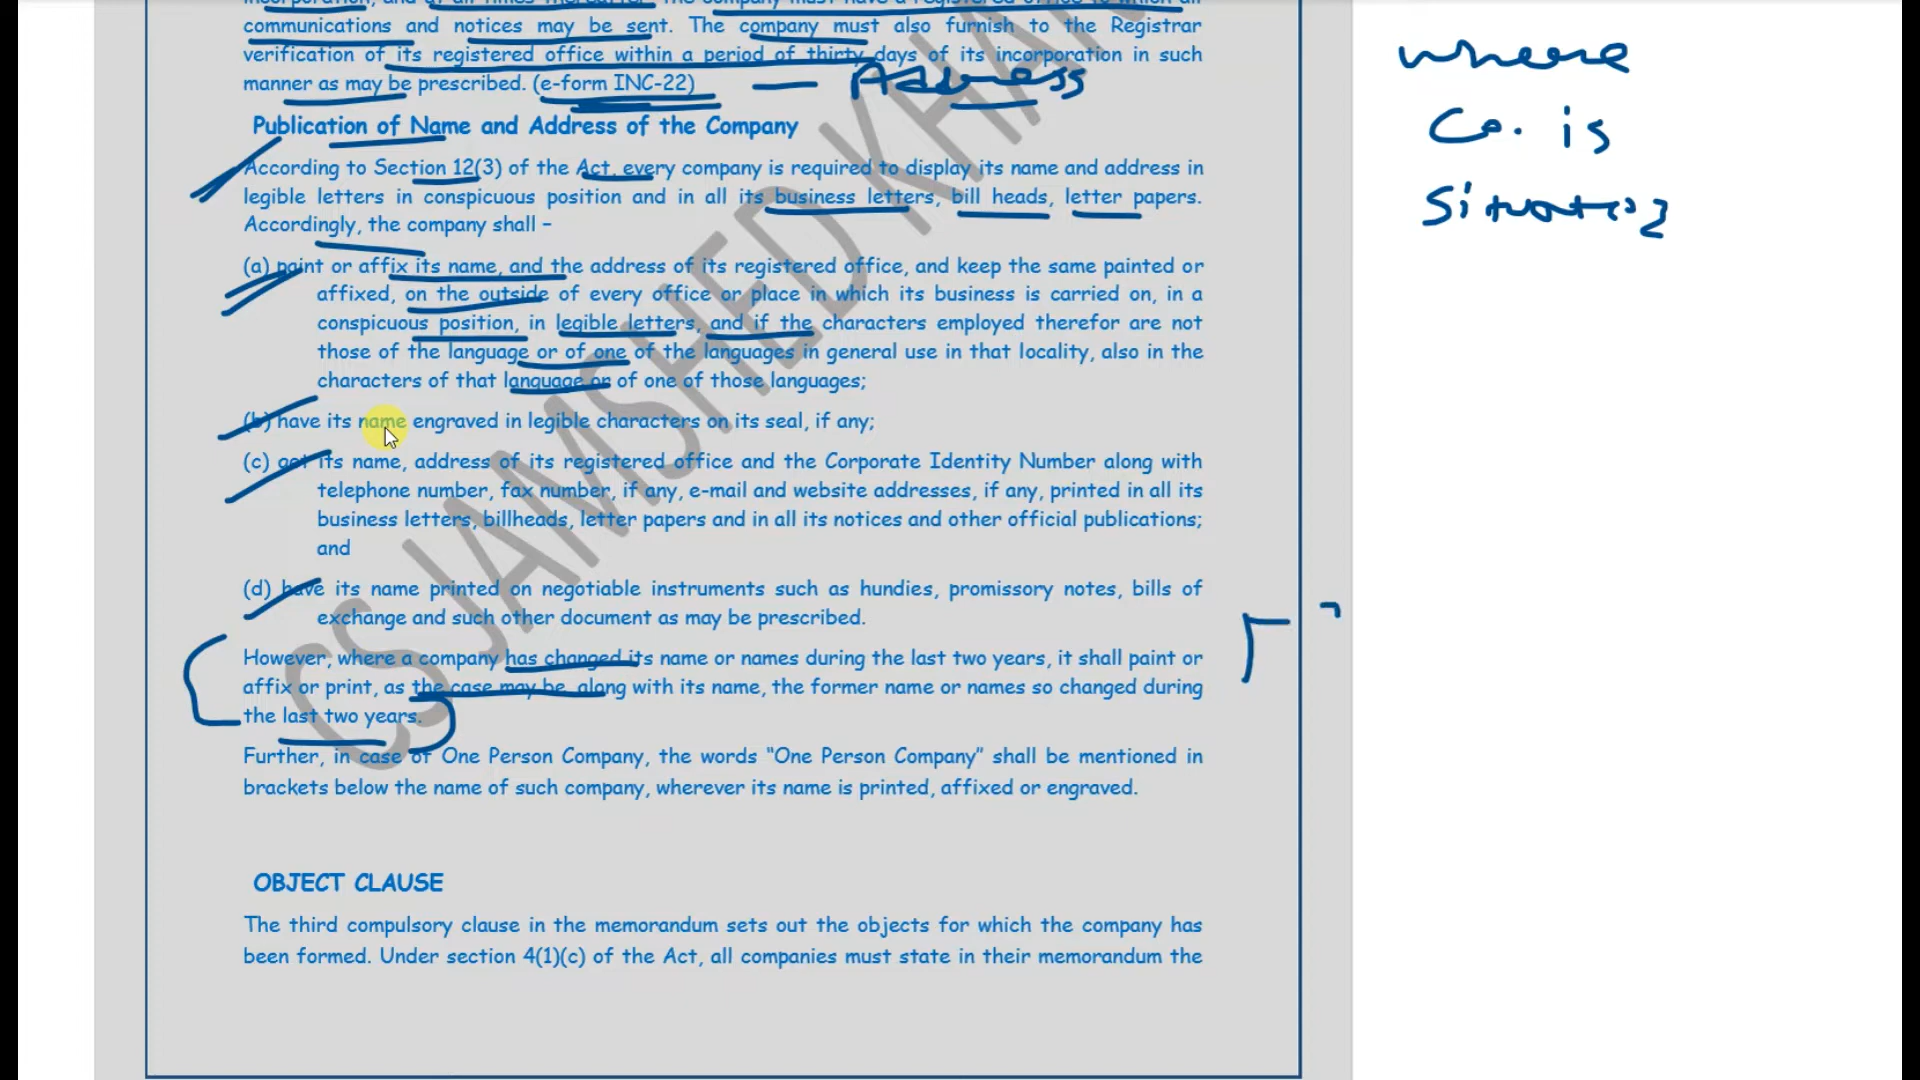 incorporation, and at all times thereafter. The company must have a registered office to which all
communications and notices may be sent. The company must also furnish to the Registrar
verification of its registered office within a period of thirty days of its incorporation in such
manner as may be prescribed. (e-form INC-22) — Address
Publication of Name and Address of the Company
According to Section 12(3) of the Act, every company is required to display its name and address in
legible letters in conspicuous position and in all its business letters, bill heads, letter papers.
Accordingly, the company shall –
(a) paint or affix its name, and the address of its registered office, and keep the same painted or
affixed, on the outside of every office or place in which its business is carried on, in a
conspicuous position, in legible letters, and if the characters employed therefor are not
those of the language or of one of the languages in general use in that locality, also in the
characters of that language or of one of those languages;
(b) have its name engraved in legible characters on its seal, if any;
(c) get its name, address of its registered office and the Corporate Identity Number along with
telephone number, fax number, if any, e-mail and website addresses, if any, printed in all its
business letters, billheads, letter papers and in all its notices and other official publications;
and
(d) have its name printed on negotiable instruments such as hundies, promissory notes, bills of
exchange and such other document as may be prescribed.
However, where a company has changed its name or names during the last two years, it shall paint or
affix or print, as the case may be, along with its name, the former name or names so changed during
the last two years.
Further, in case of One Person Company, the words “One Person Company” shall be mentioned in
brackets below the name of such company, wherever its name is printed, affixed or engraved.
OBJECT CLAUSE
The third compulsory clause in the memorandum sets out the objects for which the company has
been formed. Under section 4(1)(c) of the Act, all companies must state in their memorandum the
CS JAMSHED KHAN
where
Co. is